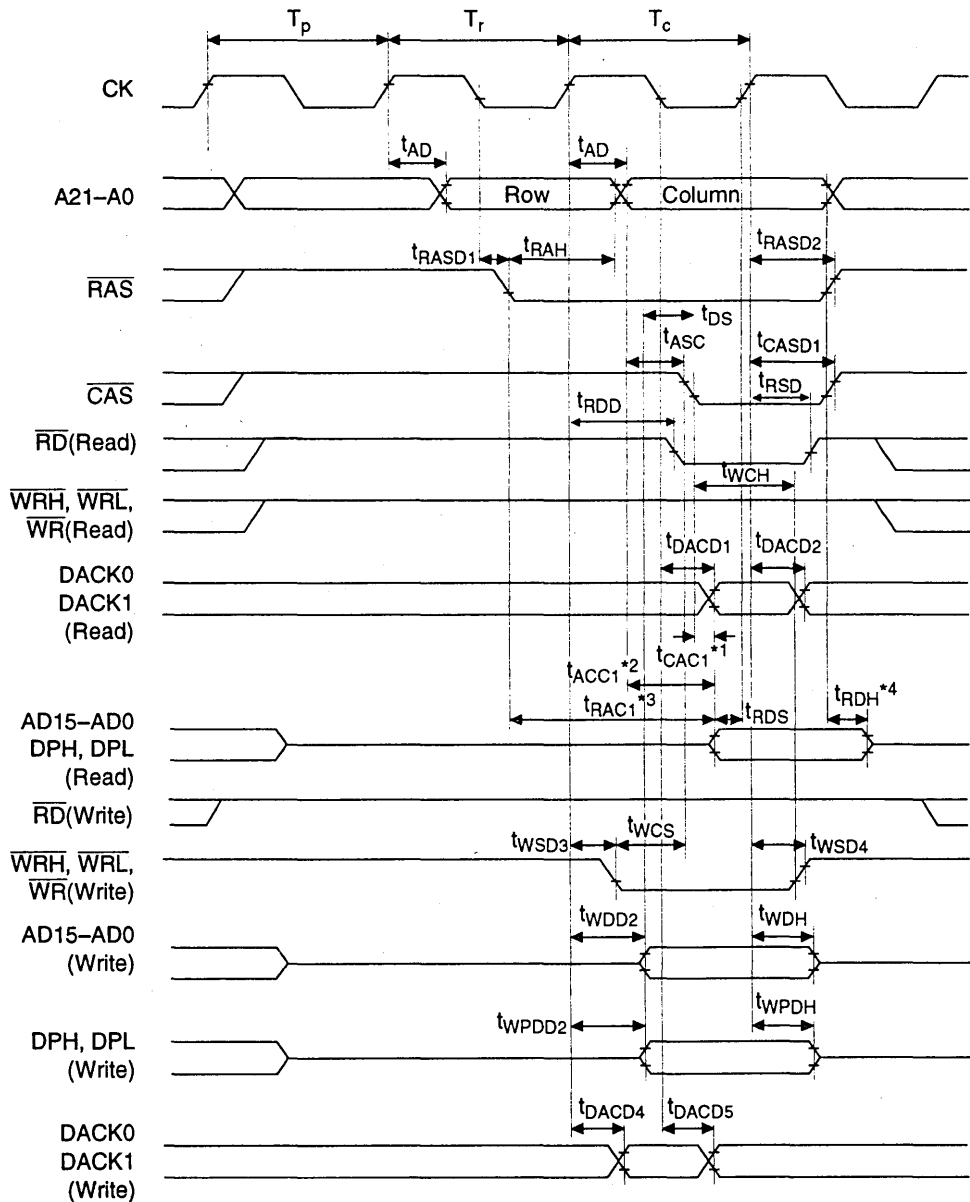 Tp Tr Tc
CK
tAD tAD
A21–A0 Row Column
tRASD1 tRAH tRASD2
RAS
tDS
tASC tCASD1
CAS tRSD
tRDD
RD(Read)
tWCH
WRH, WRL,
WR(Read)
tDACD1 tDACD2
DACK0
DACK1
(Read)
tCAC1*1
tACC1*2
tRAC1*3 tRDS tRDH*4
AD15–AD0
DPH, DPL
(Read)
RD(Write)
tWSD3 tWCS tWSD4
WRH, WRL,
WR(Write)
tWDD2 tWDH
AD15–AD0
(Write)
tWPDD2 tWPDH
DPH, DPL
(Write)
tDACD4 tDACD5
DACK0
DACK1
(Write)